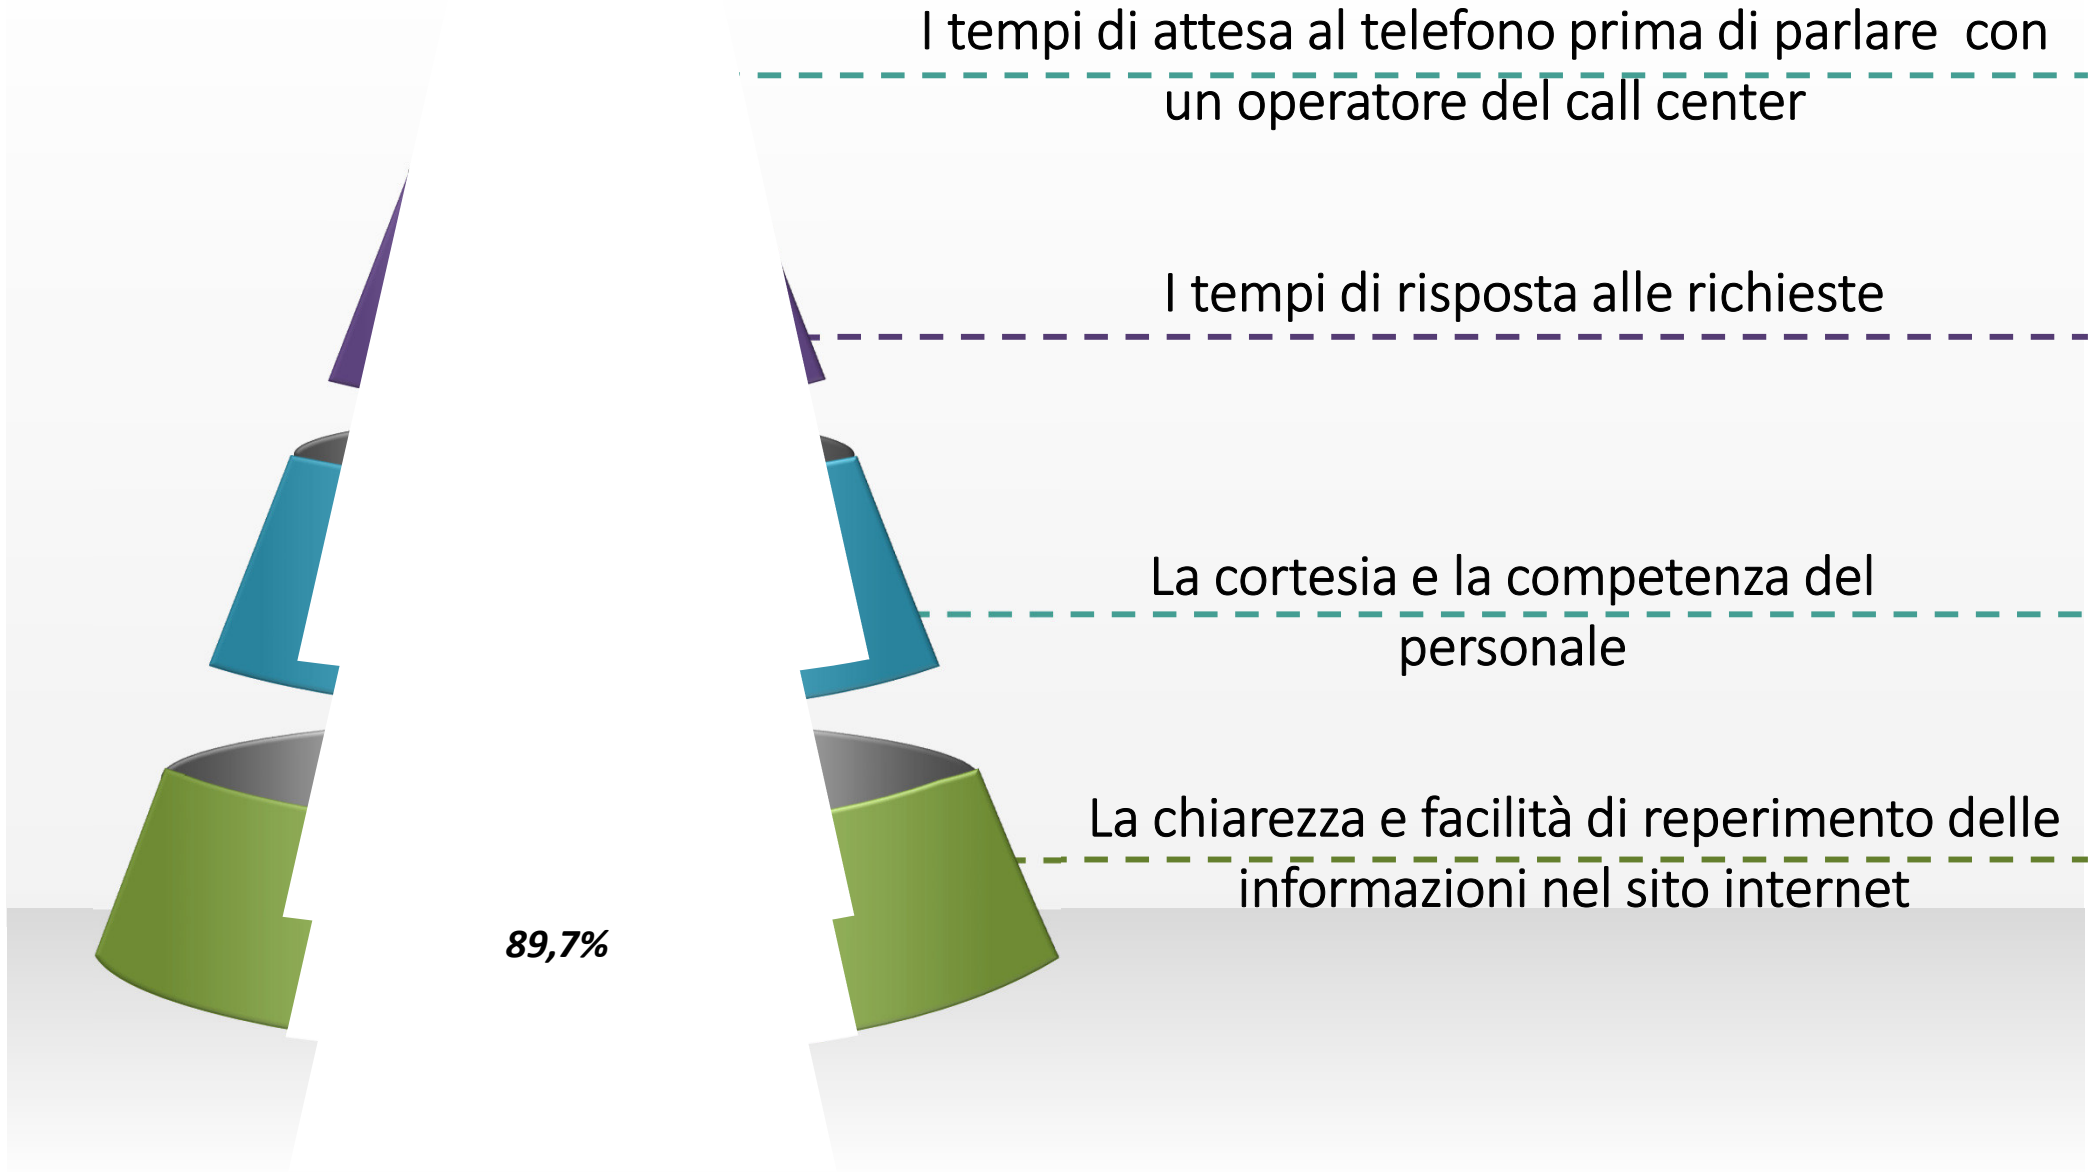 I tempi di attesa al telefono prima di parlare  con
un operatore del call center
I tempi di risposta alle richieste
La cortesia e la competenza del
personale
La chiarezza e facilità di reperimento delle
informazioni nel sito internet
89,7%